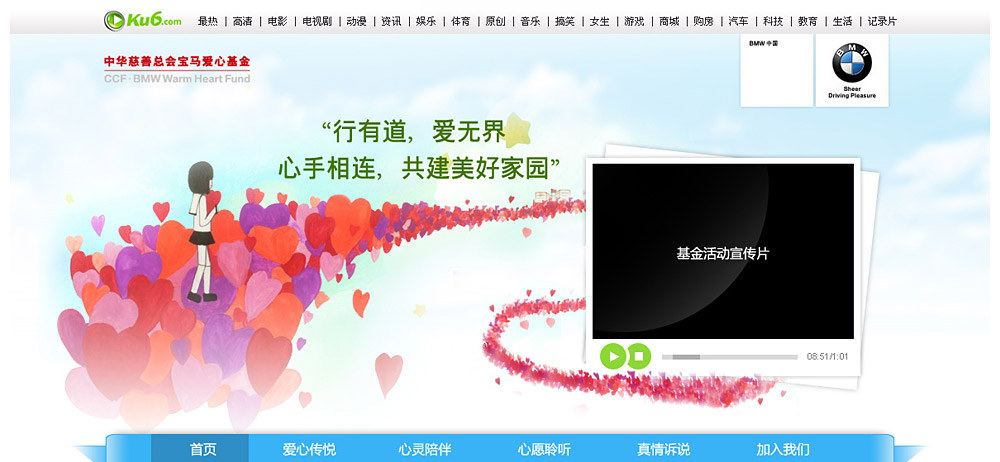 Ku6.com 最热 | 高清 | 电影 | 电视剧 | 动漫 | 资讯 | 娱乐 | 体育 | 原创 | 音乐 | 搞笑 | 女生 | 游戏 | 商城 | 购房 | 汽车 | 科技 | 教育 | 生活 | 记录片
中华慈善总会宝马爱心基金
CCF·BMW Warm Heart Fund
BMW 中国
BMW
Sheer
Driving Pleasure
“行有道，爱无界
心手相连，共建美好家园”
基金活动宣传片
08:51/1:01
首页 爱心传悦 心灵陪伴 心愿聆听 真情诉说 加入我们